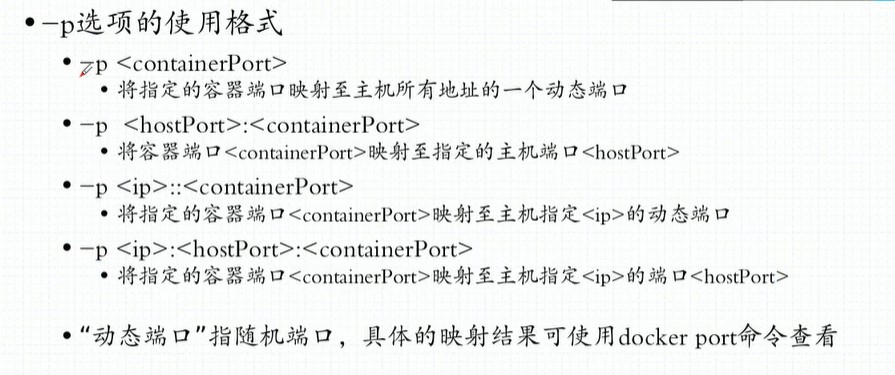 –p选项的使用格式
–p <containerPort>
将指定的容器端口映射至主机所有地址的一个动态端口
–p <hostPort>:<containerPort>
将容器端口<containerPort>映射至指定的主机端口<hostPort>
–p <ip>::<containerPort>
将指定的容器端口<containerPort>映射至主机指定<ip>的动态端口
–p <ip>:<hostPort>:<containerPort>
将指定的容器端口<containerPort>映射至主机指定<ip>的端口<hostPort>
“动态端口”指随机端口，具体的映射结果可使用docker port命令查看